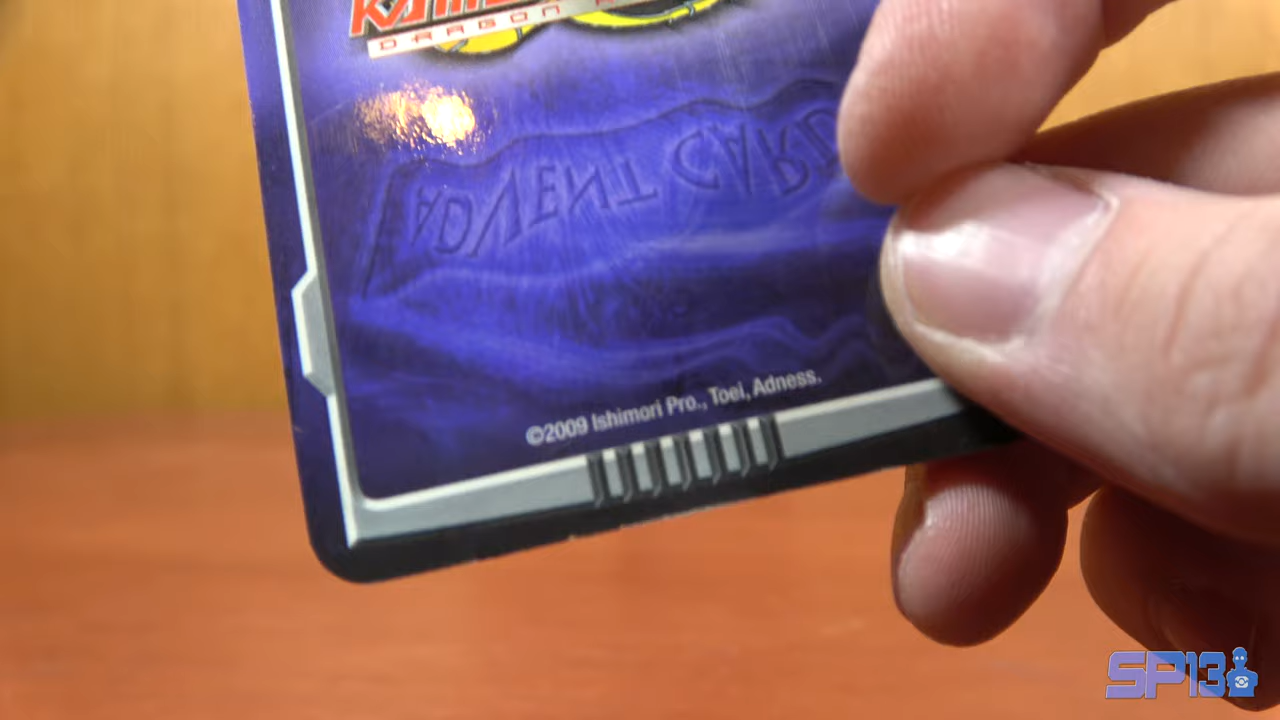 DRAGON
ADVENT CARD
©2009 Ishimori Pro., Toei, Adness.
SP13